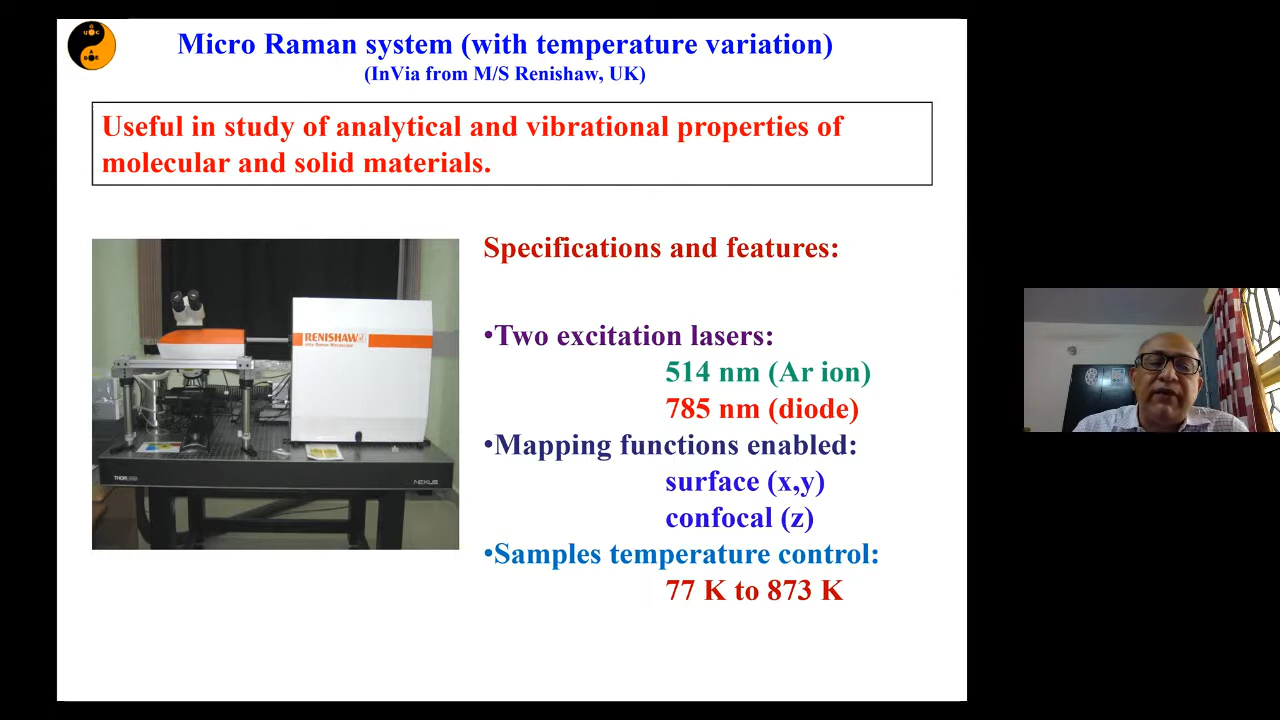 Micro Raman system (with temperature variation)
(InVia from M/S Renishaw, UK)
Useful in study of analytical and vibrational properties of
molecular and solid materials.
Specifications and features:
•Two excitation lasers:
514 nm (Ar ion)
785 nm (diode)
•Mapping functions enabled:
surface (x,y)
confocal (z)
•Samples temperature control:
77 K to 873 K
RENISHAW
NEXUS